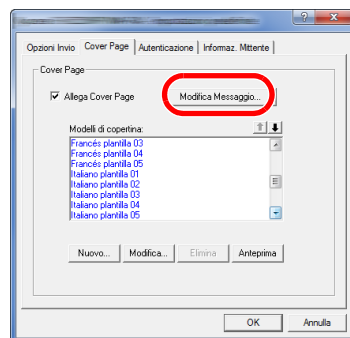 Opzioni Invio Cover Page Autenticazione Informaz. Mittente
Cover Page
Allega Cover Page Modifica Messaggio...
Modelli di copertina:
Francés plantilla 03
Francés plantilla 04
Francés plantilla 05
Italiano plantilla 01
Italiano plantilla 02
Italiano plantilla 03
Italiano plantilla 04
Italiano plantilla 05
Nuovo... Modifica... Elimina Anteprima
OK Annulla